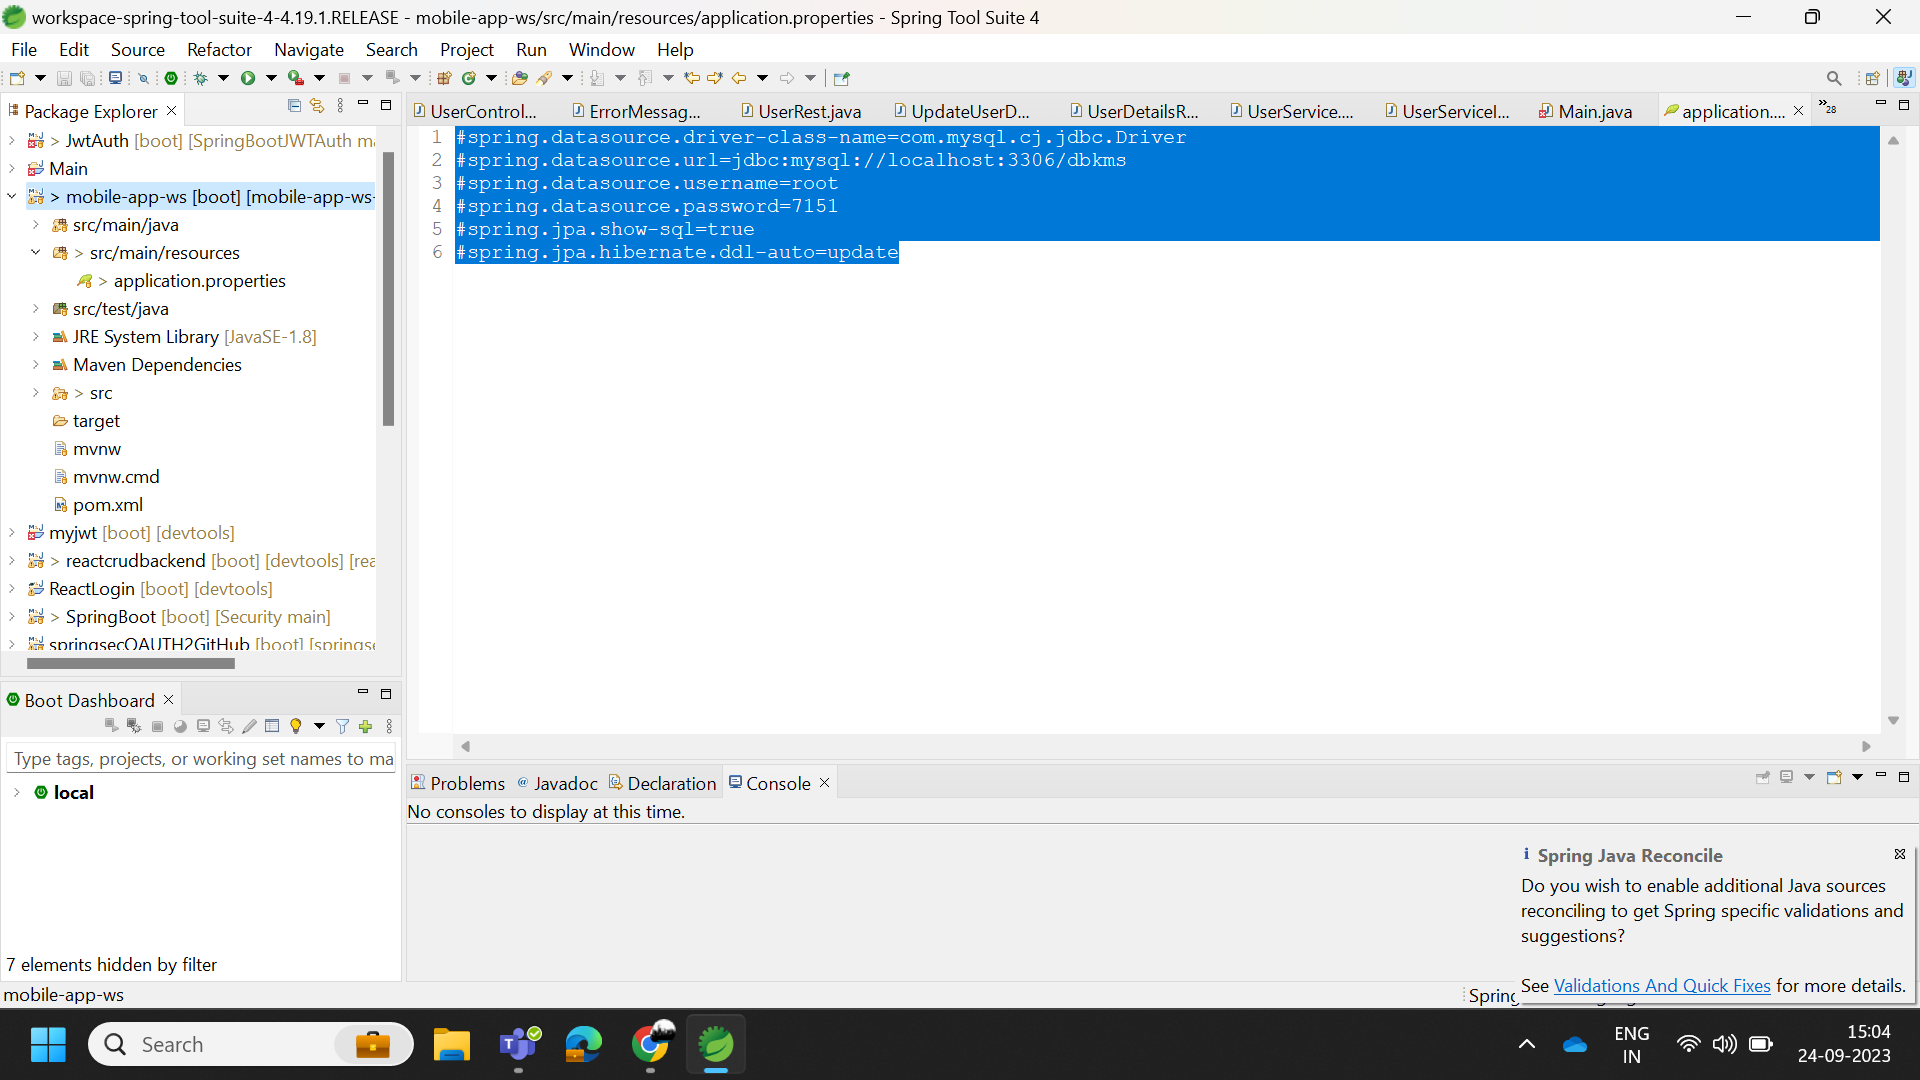 workspace-spring-tool-suite-4-4.19.1.RELEASE - mobile-app-ws/src/main/resources/application.properties - Spring Tool Suite 4
File Edit Source Refactor Navigate Search Project Run Window Help
Package Explorer
> JwtAuth [boot] [SpringBootJWTAuth
Main
> mobile-app-ws [boot] [mobile-app-ws-
src/main/java
> src/main/resources
> application.properties
src/test/java
JRE System Library [JavaSE-1.8]
Maven Dependencies
> src
target
mvnw
mvnw.cmd
pom.xml
myjwt [boot] [devtools]
> reactcrudbackend [boot] [devtools] [rea
ReactLogin [boot] [devtools]
> SpringBoot [boot] [Security main]
springsecOAUTH2GitHub [boot] [springse
UserControl... ErrorMessag... UserRest.java UpdateUserD... UserDetailsR... UserService.... UserServiceI... Main.java application.... »28
1 #spring.datasource.driver-class-name=com.mysql.cj.jdbc.Driver
2 #spring.datasource.url=jdbc:mysql://localhost:3306/dbkms
3 #spring.datasource.username=root
4 #spring.datasource.password=7151
5 #spring.jpa.show-sql=true
6 #spring.jpa.hibernate.ddl-auto=update
Boot Dashboard
Type tags, projects, or working set names to ma
local
7 elements hidden by filter
Problems @ Javadoc Declaration Console
No consoles to display at this time.
Spring Java Reconcile
Do you wish to enable additional Java sources
reconciling to get Spring specific validations and
suggestions?
See Validations And Quick Fixes for more details.
mobile-app-ws
Spring
Search
ENG
IN
15:04
24-09-2023